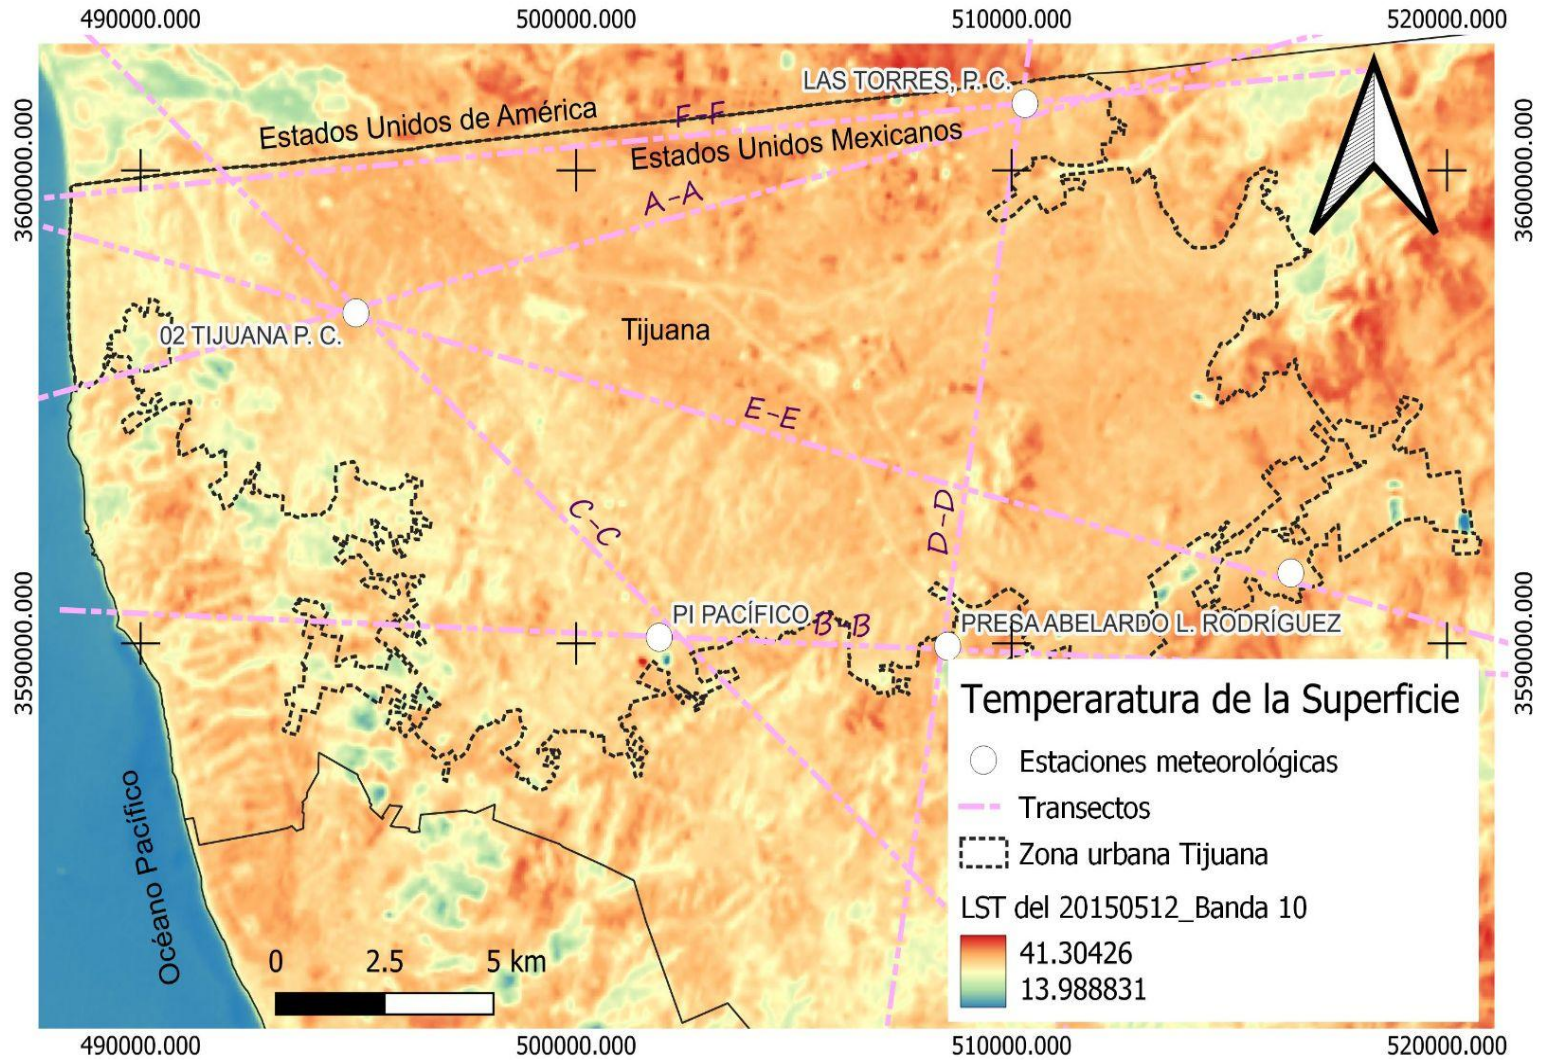 490000.000
500000.000
510000.000
520000.000
3600000.000
3600000.000
LAS TORRES, P. C.
Estados Unidos de América
F-F
Estados Unidos Mexicanos
A-A
02 TIJUANA P. C.
Tijuana
E-E
C-C
D-D
PI PACÍFICO
B-B
PRESA ABELARDO L. RODRÍGUEZ
3590000.000
3590000.000
Océano Pacífico
0 2.5 5 km
Temperaratura de la Superficie
Estaciones meteorológicas
Transectos
Zona urbana Tijuana
LST del 20150512_Banda 10
41.30426
13.988831
490000.000
500000.000
510000.000
520000.000